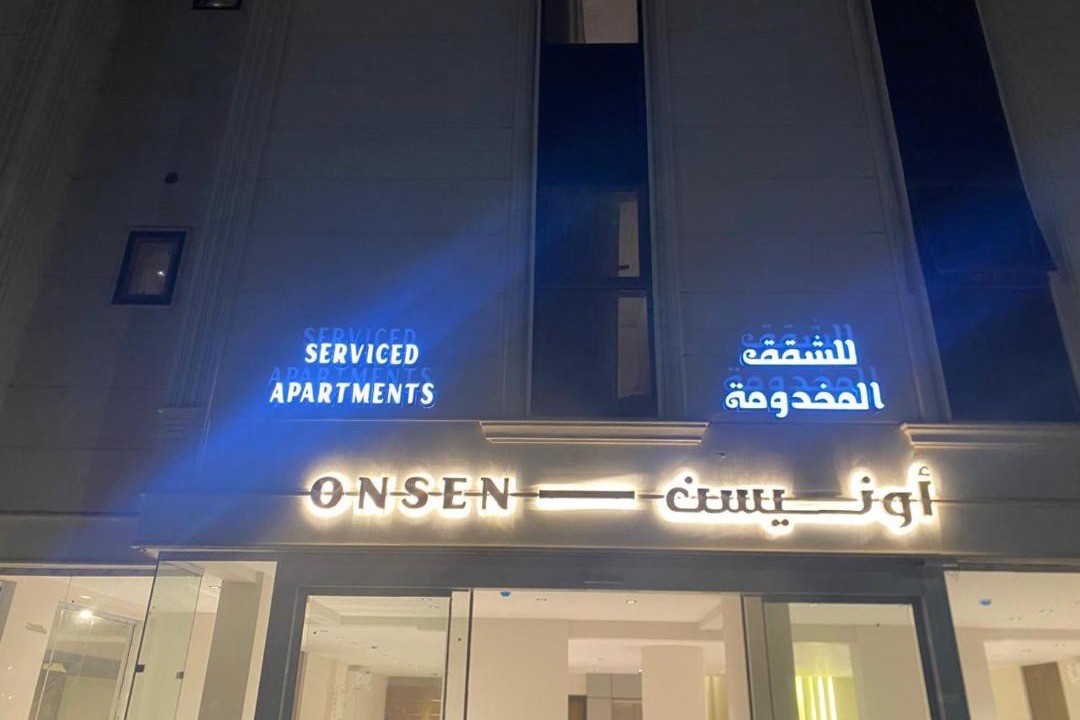 SERVICED
APARTMENTS
للشقق
المخدومة
ONSEN — أونيسن